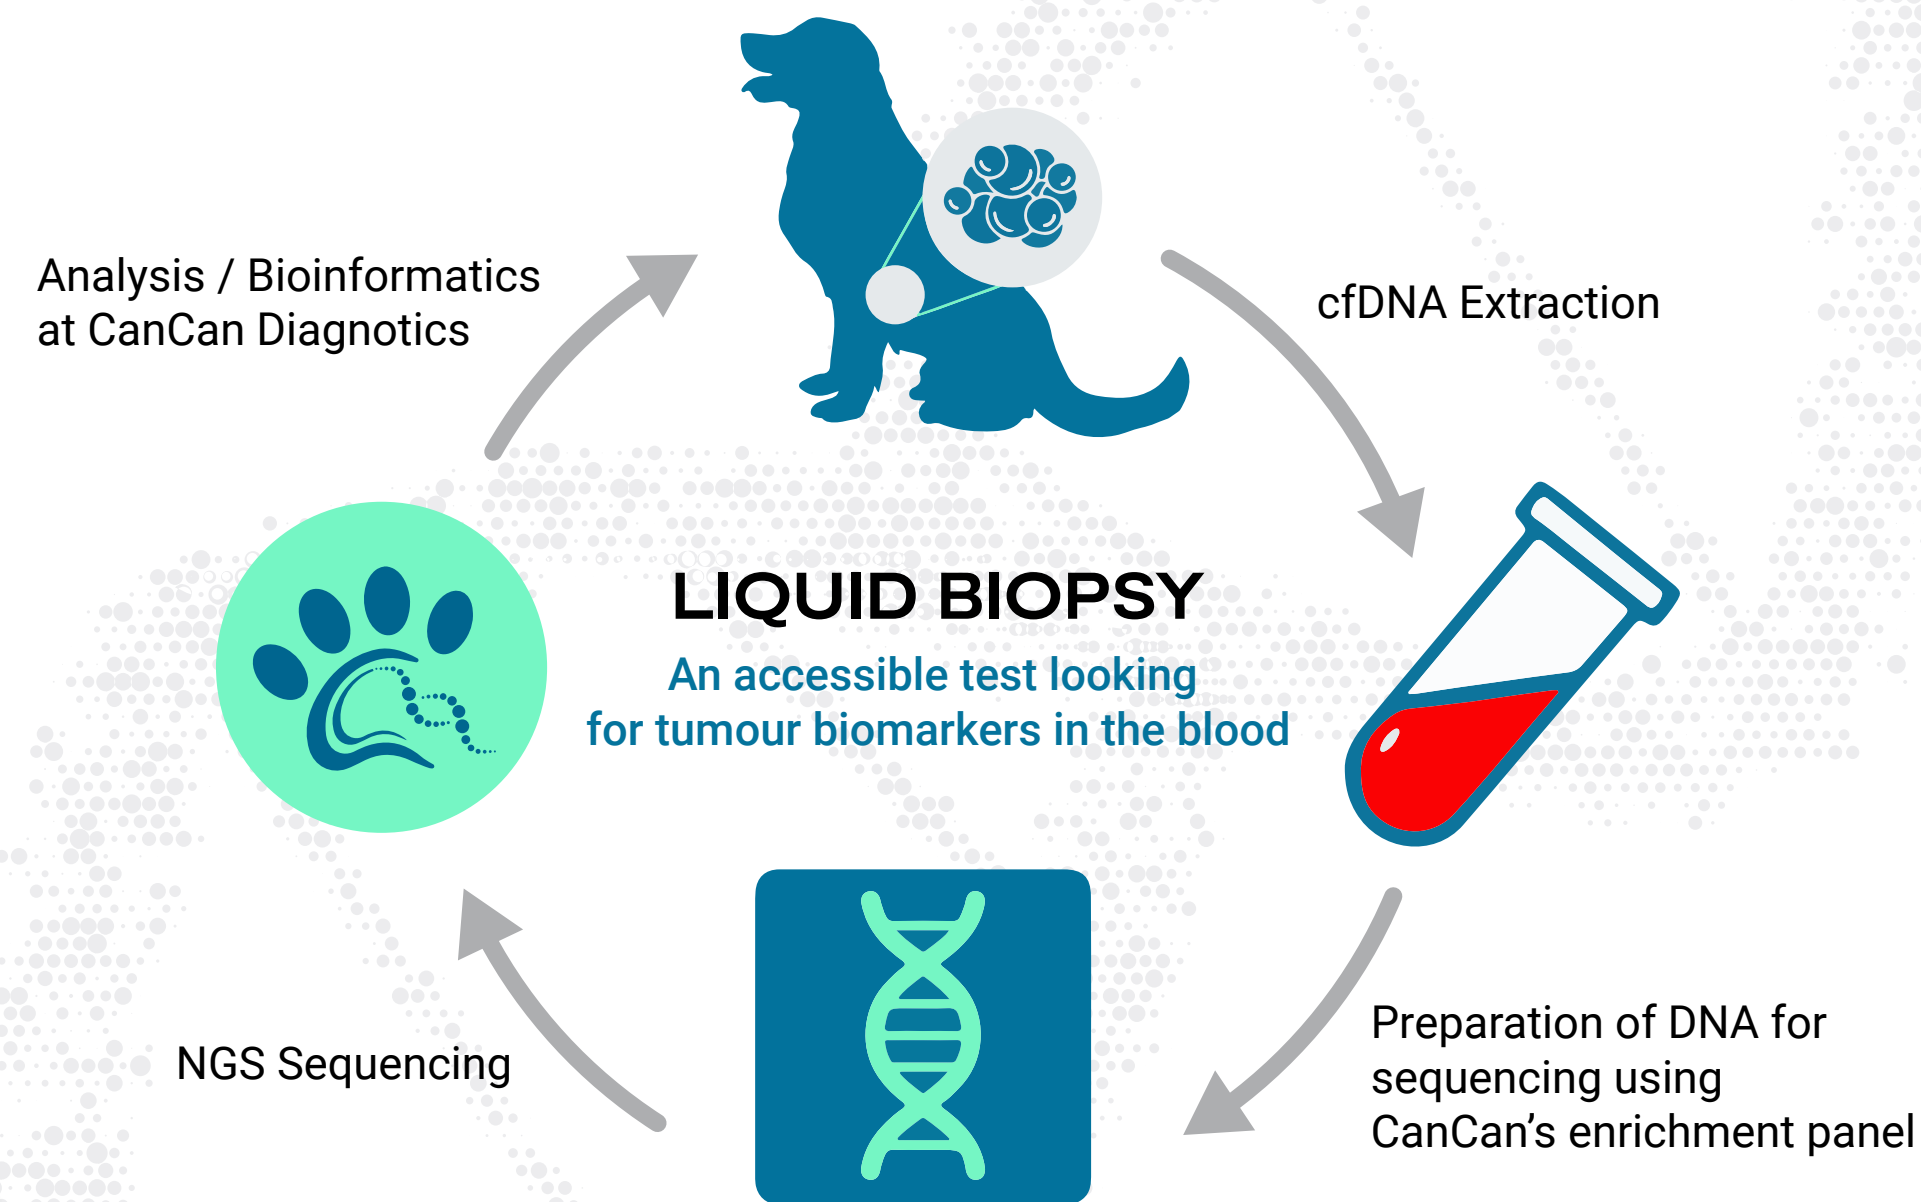 Analysis / Bioinformatics
at CanCan Diagnotics
cfDNA Extraction
LIQUID BIOPSY
An accessible test looking
for tumour biomarkers in the blood
NGS Sequencing
Preparation of DNA for
sequencing using
CanCan’s enrichment panel